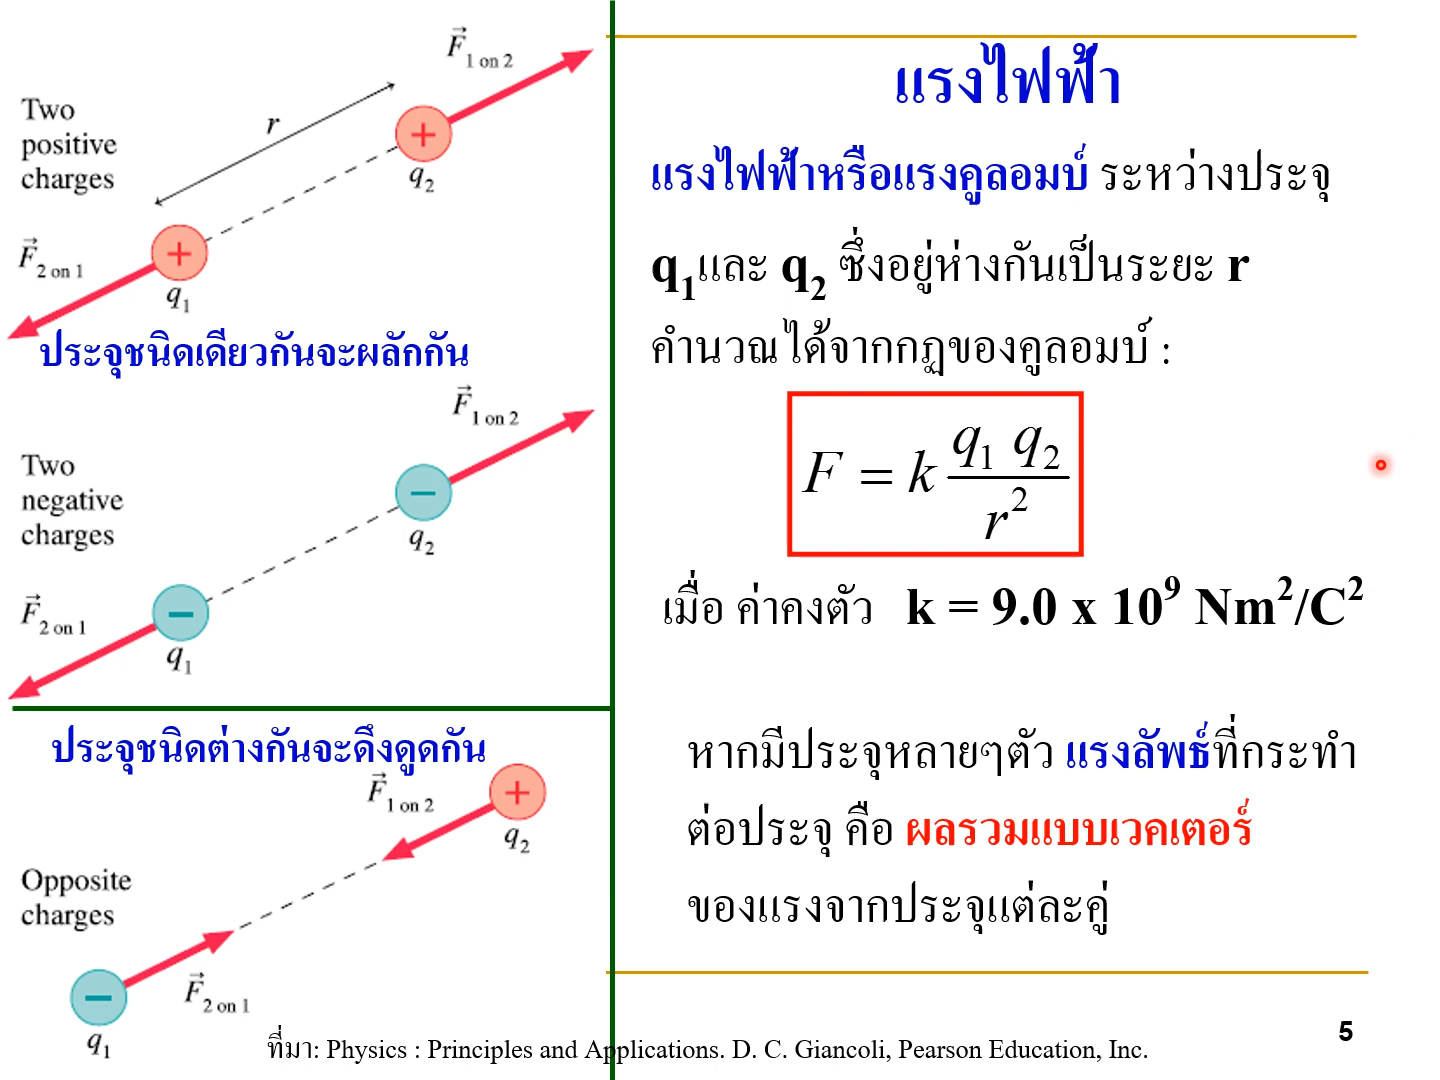 F⃗1 on 2
Two
positive
charges
r
+
q2
F⃗2 on 1
+
q1
ประจุชนิดเดียวกันจะผลักกัน
F⃗1 on 2
Two
negative
charges
−
q2
F⃗2 on 1
−
q1
ประจุชนิดต่างกันจะดึงดูดกัน
F⃗1 on 2
+
q2
Opposite
charges
−
F⃗2 on 1
q1
แรงไฟฟ้า
แรงไฟฟ้าหรือแรงคูลอมบ์ ระหว่างประจุ
q1และ q2 ซึ่งอยู่ห่างกันเป็นระยะ r
คำนวณได้จากกฏของคูลอมบ์ :
F = k q1 q2 / r²
เมื่อ ค่าคงตัว k = 9.0 x 10⁹ Nm²/C²
หากมีประจุหลายๆตัว แรงลัพธ์ที่กระทำ
ต่อประจุ คือ ผลรวมแบบเวคเตอร์
ของแรงจากประจุแต่ละคู่
5
ที่มา: Physics : Principles and Applications. D. C. Giancoli, Pearson Education, Inc.